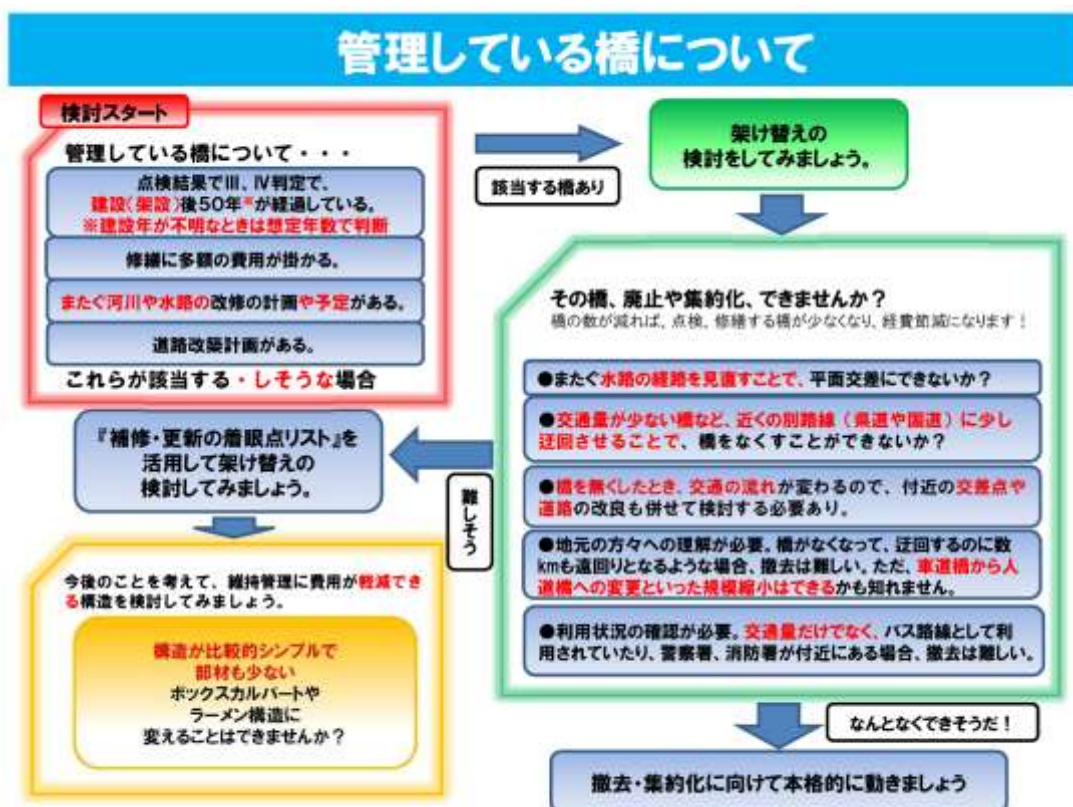 管理している橋について
検討スタート
管理している橋について・・・
点検結果でⅢ、Ⅳ判定で、
建設(架設)後50年※が経過している。
※建設年が不明なときは想定年数で判断
修繕に多額の費用が掛かる。
またぐ河川や水路の改修の計画や予定がある。
道路改築計画がある。
これらが該当する・しそうな場合
該当する橋あり
架け替えの
検討をしてみましょう。
その橋、廃止や集約化、できませんか？
橋の数が減れば、点検、修繕する橋が少なくなり、経費節減になります！
●またぐ水路の経路を見直すことで、平面交差にできないか？
●交通量が少ない橋など、近くの別路線（県道や国道）に少し
迂回させることで、橋をなくすことができないか？
●橋を無くしたとき、交通の流れが変わるので、付近の交差点や
道路の改良も併せて検討する必要あり。
●地元の方々への理解が必要。橋がなくなって、迂回するのに数
kmも遠回りとなるような場合、撤去は難しい。ただ、車道橋から人
道橋への変更といった規模縮小はできるかも知れません。
●利用状況の確認が必要。交通量だけでなく、バス路線として利
用されていたり、警察署、消防署が付近にある場合、撤去は難しい。
難しそう
『補修・更新の着眼点リスト』を
活用して架け替えの
検討してみましょう。
今後のことを考えて、維持管理に費用が軽減でき
る構造を検討してみましょう。
構造が比較的シンプルで
部材も少ない
ボックスカルバートや
ラーメン構造に
変えることはできませんか？
なんとなくできそうだ！
撤去・集約化に向けて本格的に動きましょう